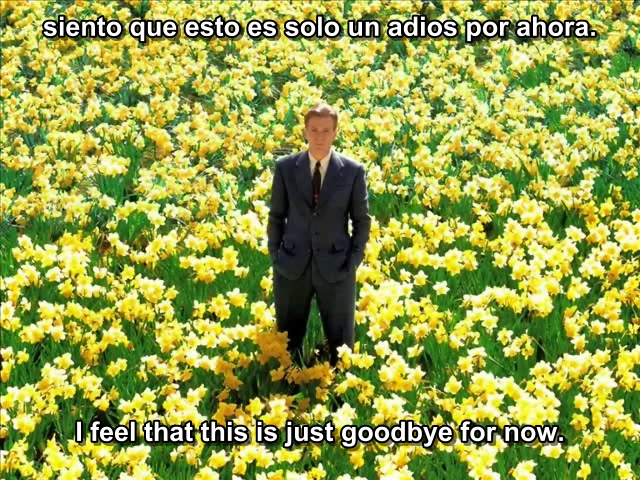 siento que esto es solo un adios por ahora.
I feel that this is just goodbye for now.